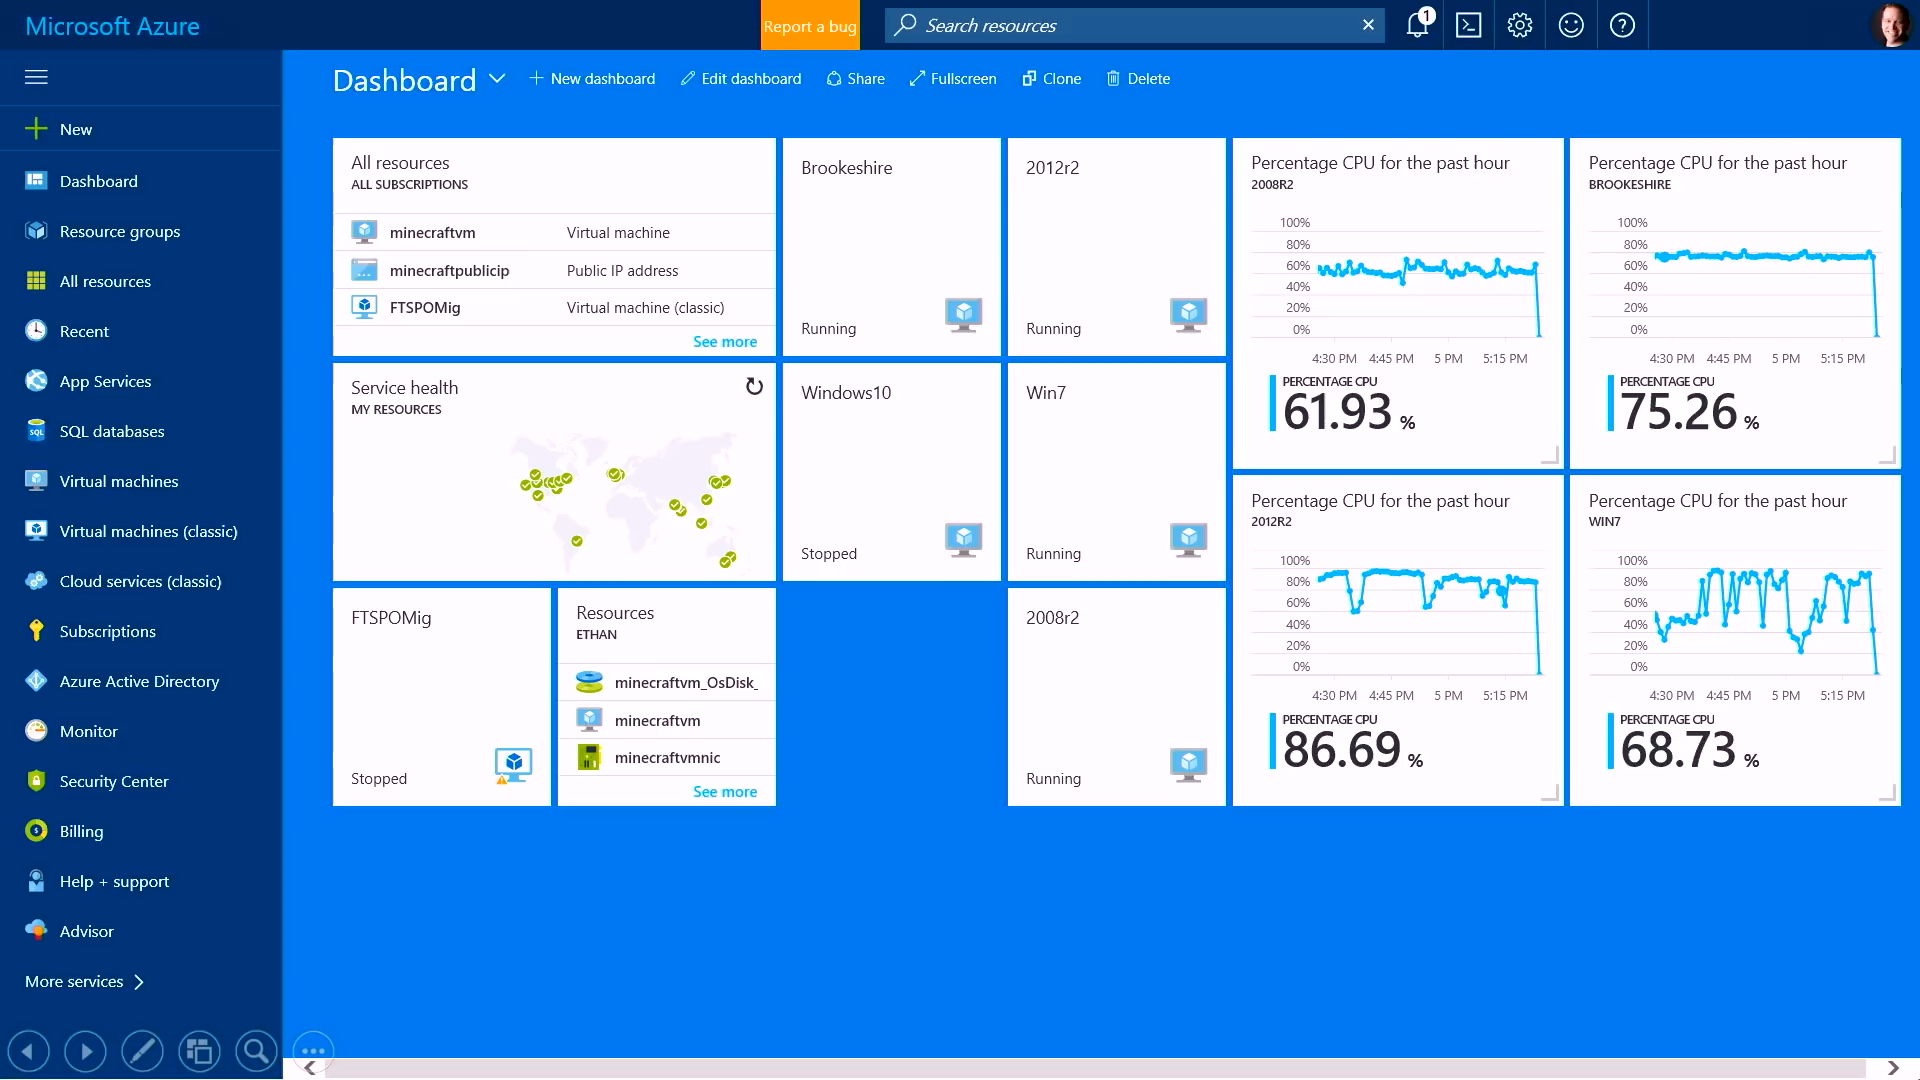 Microsoft Azure
Report a bug
Search resources
1
Dashboard
New dashboard
Edit dashboard
Share
Fullscreen
Clone
Delete
New
Dashboard
Resource groups
All resources
Recent
App Services
SQL databases
Virtual machines
Virtual machines (classic)
Cloud services (classic)
Subscriptions
Azure Active Directory
Monitor
Security Center
Billing
Help + support
Advisor
More services
All resources
ALL SUBSCRIPTIONS
minecraftvm Virtual machine
minecraftpublicip Public IP address
FTSPOMig Virtual machine (classic)
See more
Brookeshire
Running
2012r2
Running
Service health
MY RESOURCES
Windows10
Stopped
Win7
Running
FTSPOMig
Stopped
Resources
ETHAN
minecraftvm_OsDisk_
minecraftvm
minecraftvmnic
See more
2008r2
Running
Percentage CPU for the past hour
2008R2
100%
80%
60%
40%
20%
0%
4:30 PM 4:45 PM 5 PM 5:15 PM
PERCENTAGE CPU
61.93 %
Percentage CPU for the past hour
BROOKESHIRE
100%
80%
60%
40%
20%
0%
4:30 PM 4:45 PM 5 PM 5:15 PM
PERCENTAGE CPU
75.26 %
Percentage CPU for the past hour
2012R2
100%
80%
60%
40%
20%
0%
4:30 PM 4:45 PM 5 PM 5:15 PM
PERCENTAGE CPU
86.69 %
Percentage CPU for the past hour
WIN7
100%
80%
60%
40%
20%
0%
4:30 PM 4:45 PM 5 PM 5:15 PM
PERCENTAGE CPU
68.73 %